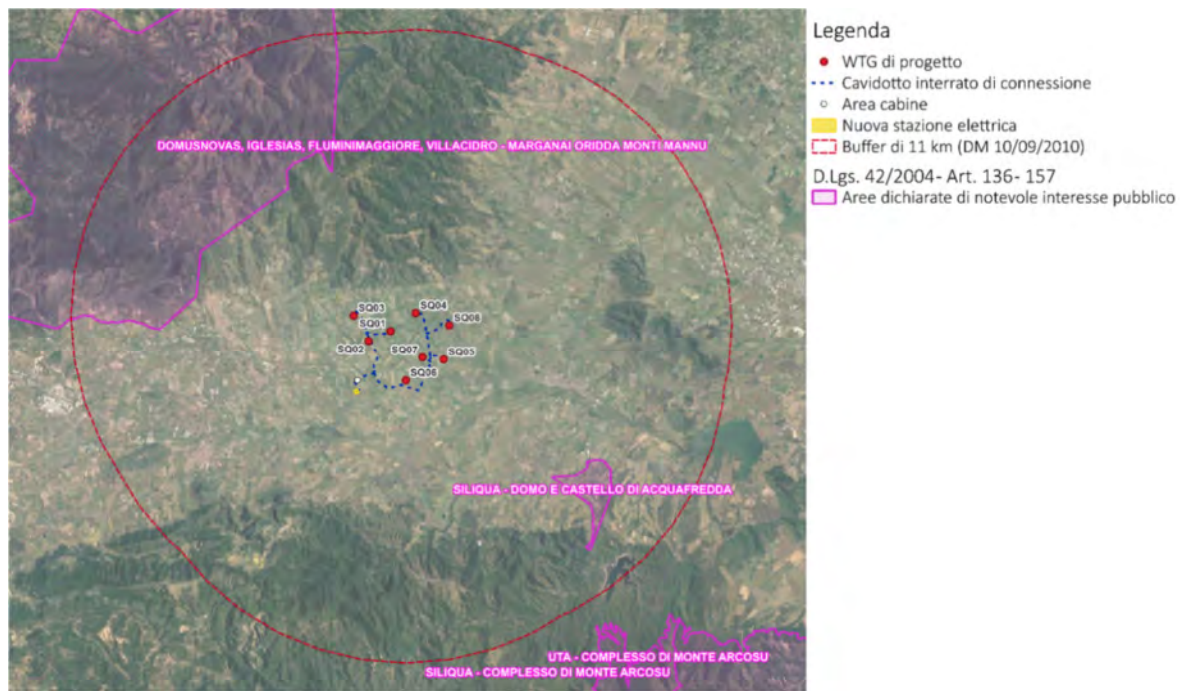 DOMUSNOVAS, IGLESIAS, FLUMINIMAGGIORE, VILLACIDRO - MARGANAI ORIDDA MONTI MANNU
SQ03
SQ04
SQ01
SQ02
SQ07
SILIQUA - DOMO E CASTELLO DI ACQUAFREDDA
UTA - COMPLESSO DI MONTE ARCOSU
SILIQUA - COMPLESSO DI MONTE ARCOSU
Legenda
WTG di progetto
Cavidotto interrato di connessione
Area cabine
Nuova stazione elettrica
Buffer di 11 km (DM 10/09/2010)
D.Lgs. 42/2004- Art. 136- 157
Aree dichiarate di notevole interesse pubblico